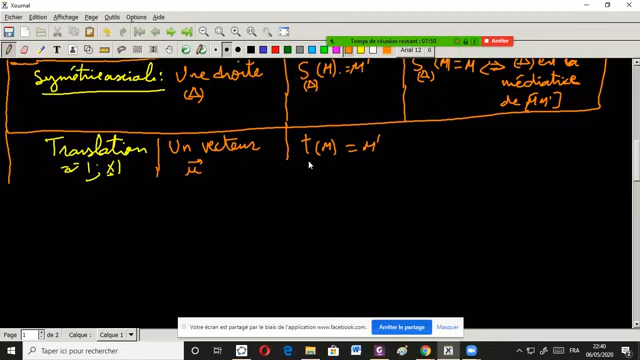 Xournal
Fichier Édition Affichage Page Outils Options Aide
Temps de réunion restant : 07:50
Arial 12
Symétrie axiale: Une droite (Δ) S(Δ)(M) = M' S(Δ)(M) = M' ⇔ (Δ) est la médiatrice de [MM']
Translation Un vecteur t(M) = M'
u⃗
Votre écran est partagé par le biais de l'application www.facebook.com. Arrêter le partage Masquer
Page 1 de 2 Calque : Calque 1
Taper ici pour rechercher
FRA 22:40 06/05/2020